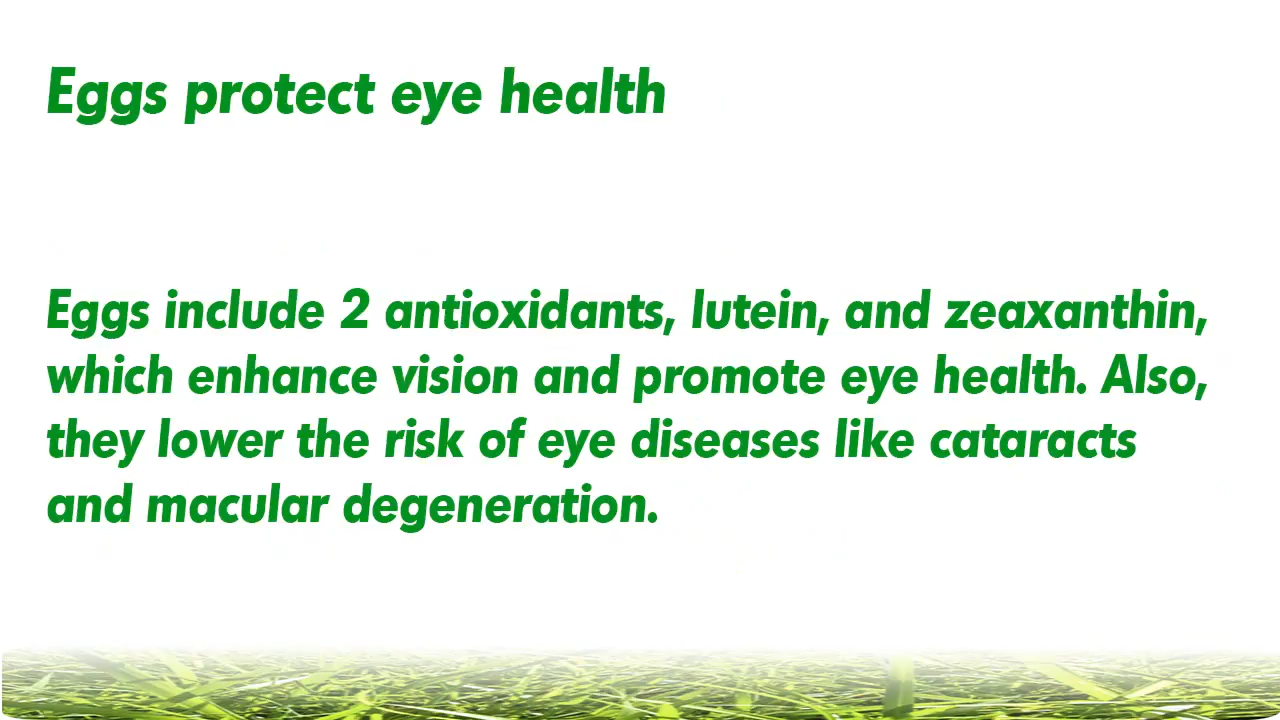 Eggs protect eye health
Eggs include 2 antioxidants, lutein, and zeaxanthin,
which enhance vision and promote eye health. Also,
they lower the risk of eye diseases like cataracts
and macular degeneration.